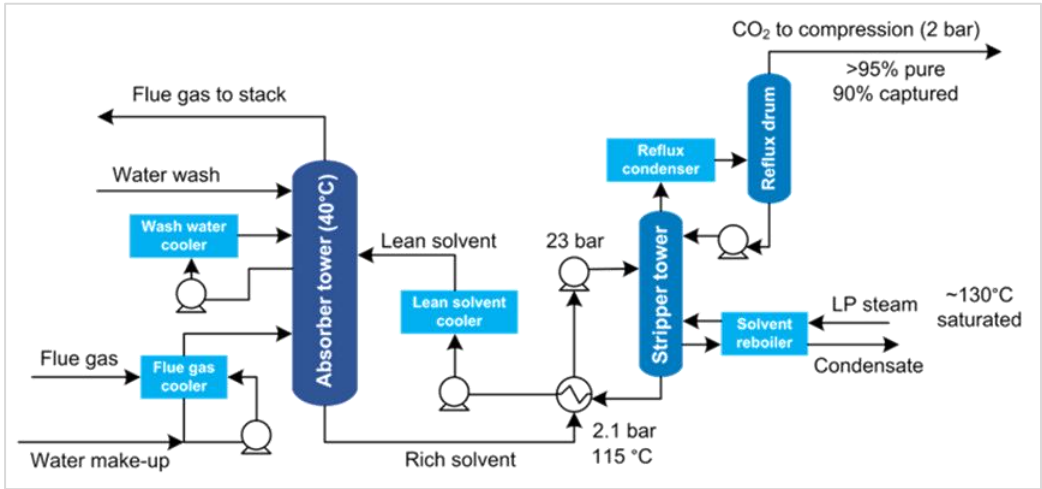 CO₂ to compression (2 bar)
>95% pure
90% captured
Flue gas to stack
Water wash
Wash water
cooler
Absorber tower (40°C)
Flue gas
Flue gas
cooler
Water make-up
Lean solvent
Lean solvent
cooler
Rich solvent
23 bar
2.1 bar
115 °C
Reflux
condenser
Reflux drum
Stripper tower
Solvent
reboiler
LP steam
~130°C
saturated
Condensate